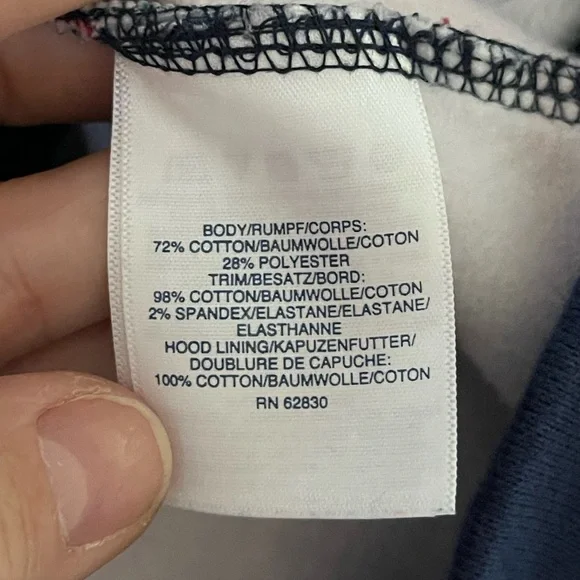 BODY/RUMPF/CORPS:
72% COTTON/BAUMWOLLE/COTON
28% POLYESTER
TRIM/BESATZ/BORD:
98% COTTON/BAUMWOLLE/COTON
2% SPANDEX/ELASTANE/ELASTANE/
ELASTHANNE
HOOD LINING/KAPUZENFUTTER/
DOUBLURE DE CAPUCHE:
100% COTTON/BAUMWOLLE/COTON
RN 62830